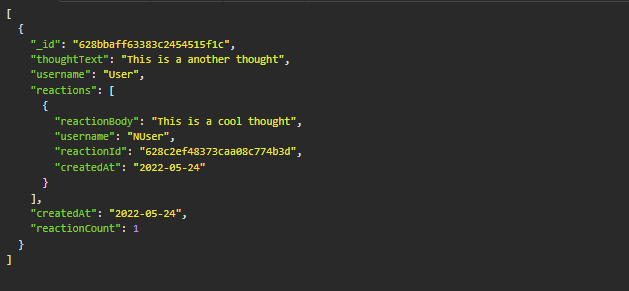 [
  {
    "_id": "628bbaff63383c2454515f1c",
    "thoughtText": "This is a another thought",
    "username": "User",
    "reactions": [
      {
        "reactionBody": "This is a cool thought",
        "username": "NUser",
        "reactionId": "628c2ef48373caa08c774b3d",
        "createdAt": "2022-05-24"
      }
    ],
    "createdAt": "2022-05-24",
    "reactionCount": 1
  }
]